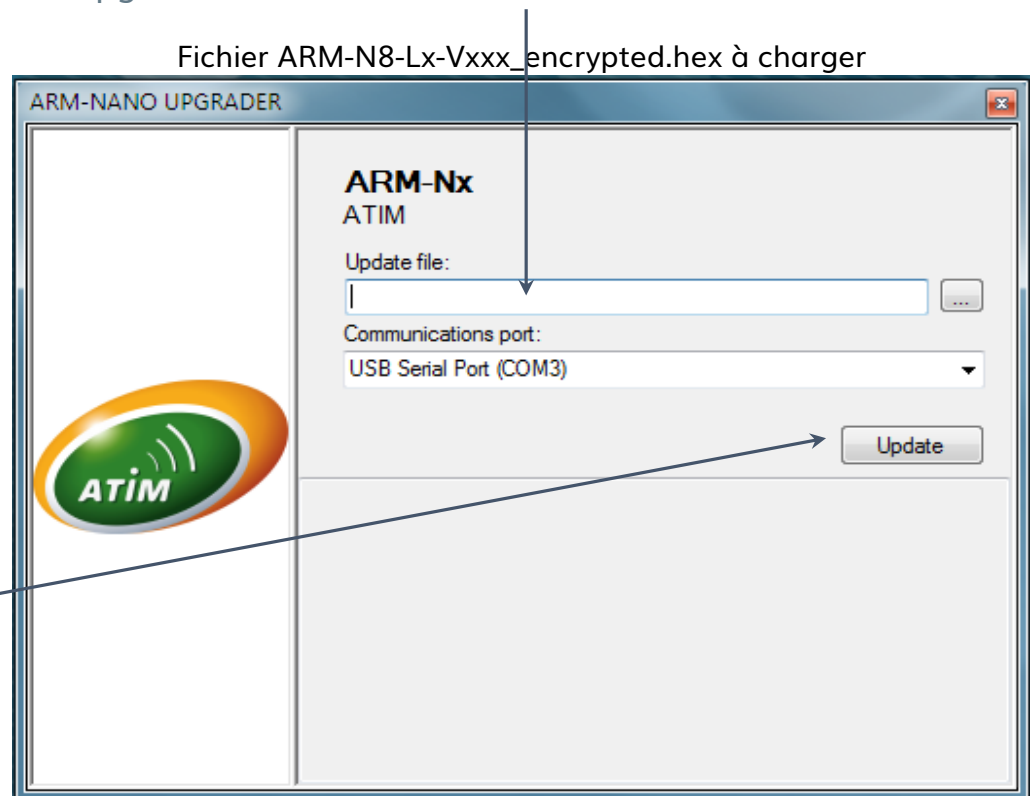 Fichier ARM-N8-Lx-Vxxx_encrypted.hex à charger
ARM-NANO UPGRADER
ARM-Nx
ATIM
Update file:
...
Communications port:
USB Serial Port (COM3)
Update
ATiM